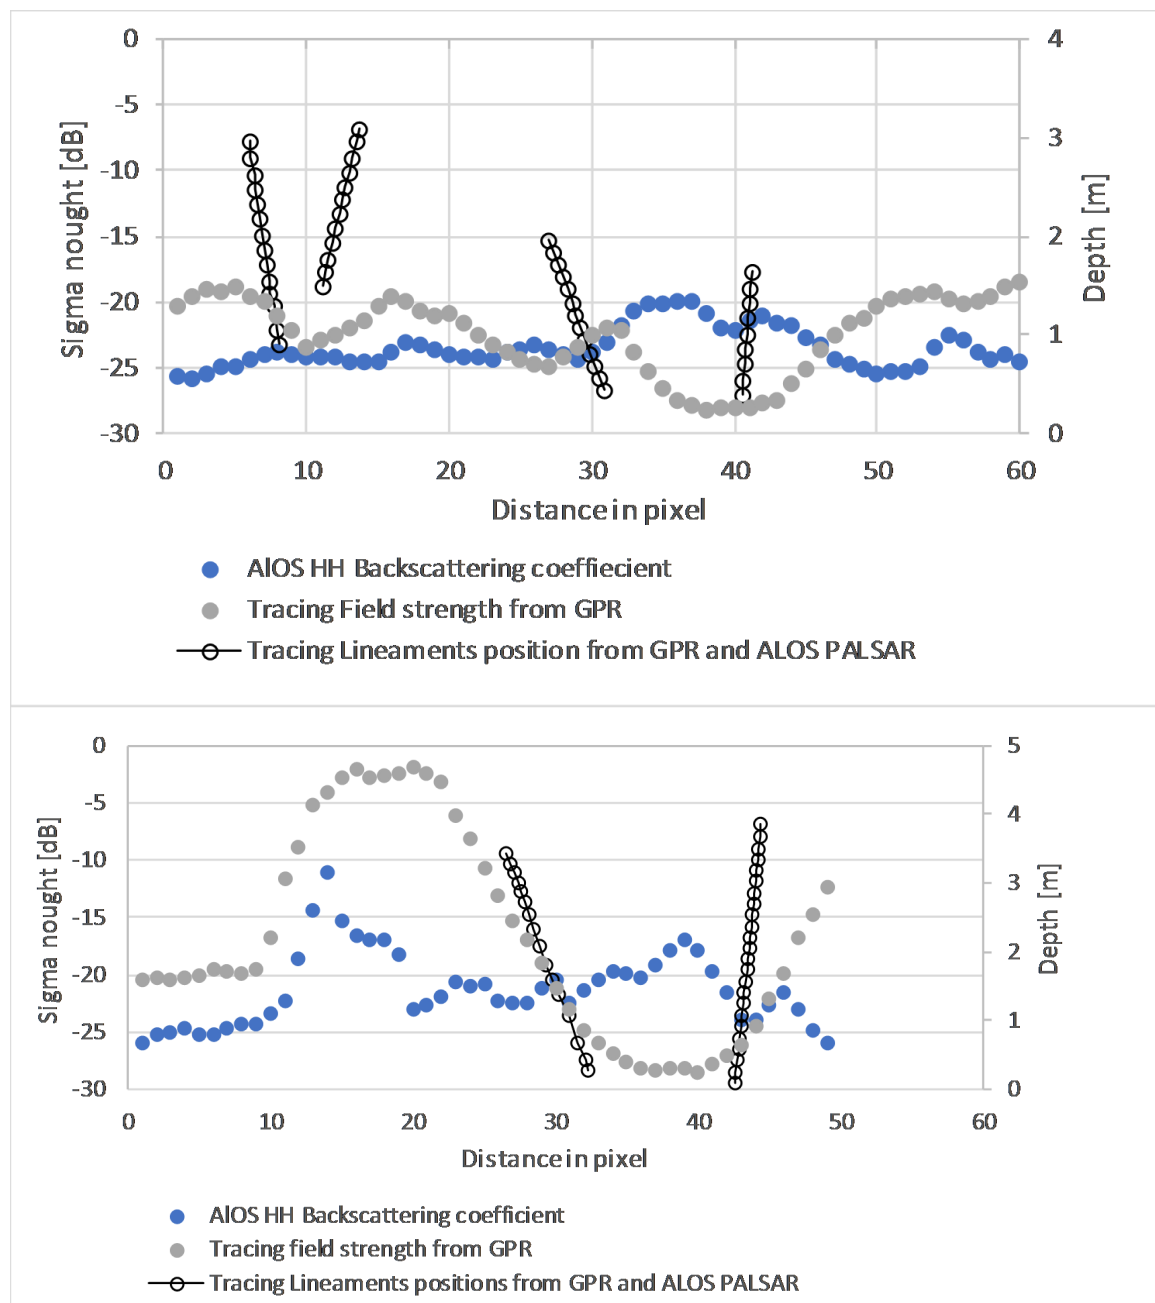 0
-5
-10
-15
-20
-25
-30
Sigma nought [dB]
4
3
2
1
0
Depth [m]
0 10 20 30 40 50 60
Distance in pixel
AlOS HH Backscattering coeffiecient
Tracing Field strength from GPR
Tracing Lineaments position from GPR and ALOS PALSAR
0
-5
-10
-15
-20
-25
-30
Sigma nought [dB]
5
4
3
2
1
0
Depth [m]
0 10 20 30 40 50 60
Distance in pixel
AlOS HH Backscattering coefficient
Tracing field strength from GPR
Tracing Lineaments positions from GPR and ALOS PALSAR